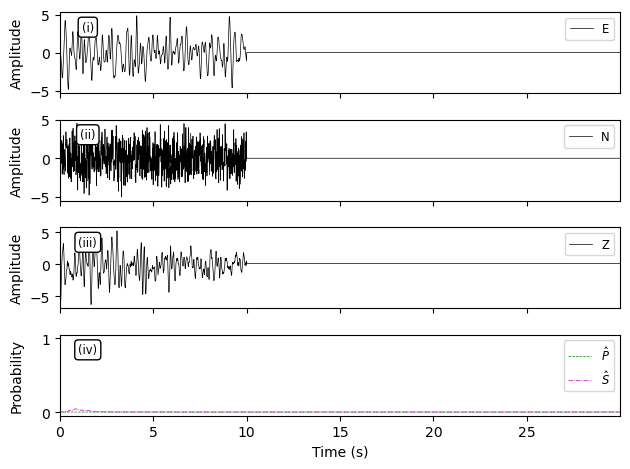 5
0
−5
Amplitude
(i)
E
5
0
−5
Amplitude
(ii)
N
5
0
−5
Amplitude
(iii)
Z
1
0
Probability
(iv)
P̂
Ŝ
0 5 10 15 20 25
Time (s)